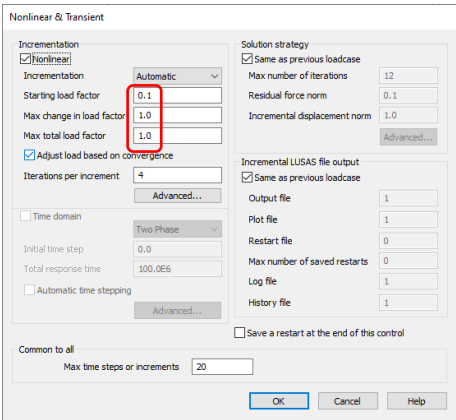 Nonlinear & Transient
Incrementation
Nonlinear
Incrementation Automatic
Starting load factor 0.1
Max change in load factor 1.0
Max total load factor 1.0
Adjust load based on convergence
Iterations per increment 4
Advanced...
Time domain
Two Phase
Initial time step 0.0
Total response time 100.0E6
Automatic time stepping
Advanced...
Common to all
Max time steps or increments 20
Solution strategy
Same as previous loadcase
Max number of iterations 12
Residual force norm 0.1
Incremental displacement norm 1.0
Advanced...
Incremental LUSAS file output
Same as previous loadcase
Output file 1
Plot file 1
Restart file 0
Max number of saved restarts 0
Log file 1
History file 1
Save a restart at the end of this control
OK Cancel Help